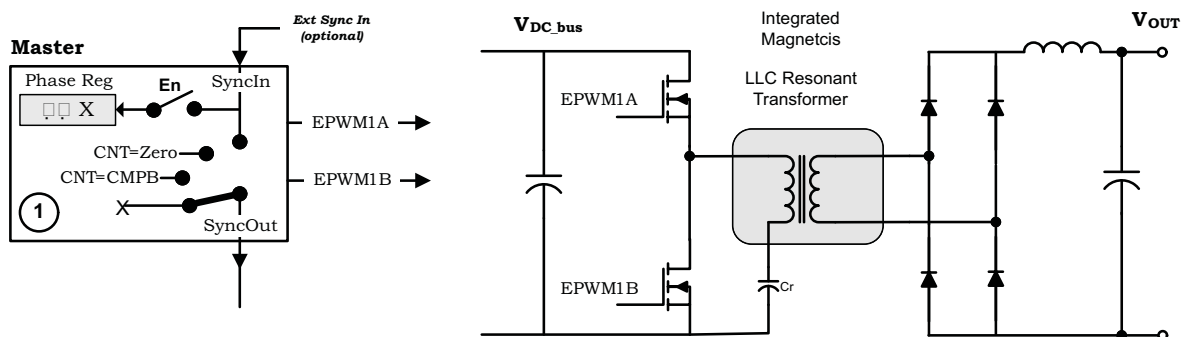 Ext Sync In
(optional)
Master
Phase Reg
En
SyncIn
X
EPWM1A
CNT=Zero
CNT=CMPB
EPWM1B
1
X
SyncOut
VDC_bus
Integrated
Magnetcis
LLC Resonant
Transformer
VOUT
EPWM1A
EPWM1B
Cr